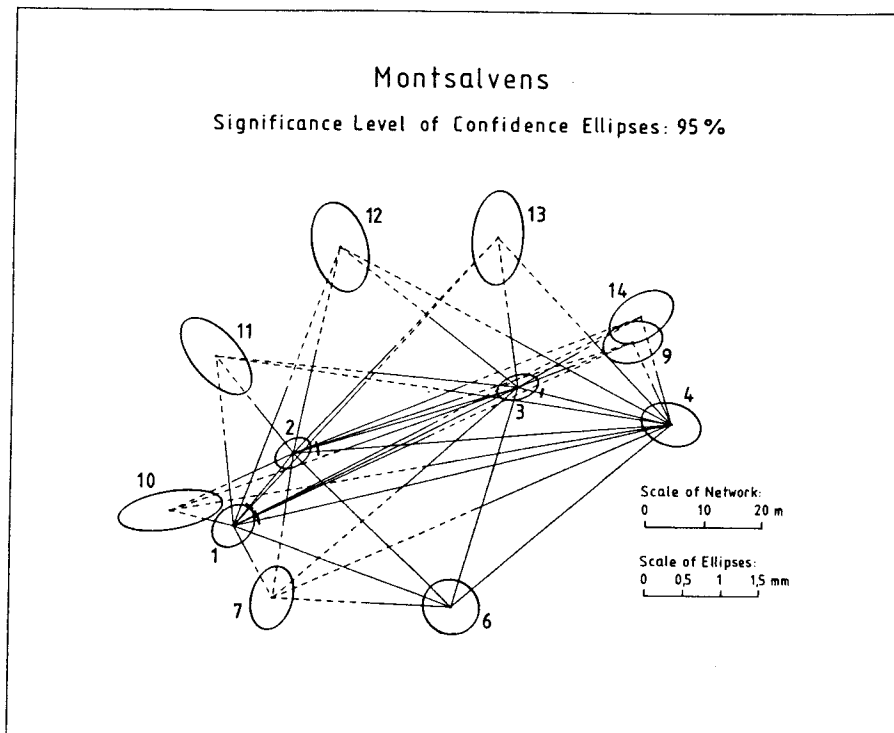 Montsalvens
Significance Level of Confidence Ellipses: 95 %
12
13
14
11
9
3
4
2
10
1
7
6
Scale of Network:
0 10 20 m
Scale of Ellipses:
0 0,5 1 1,5 mm